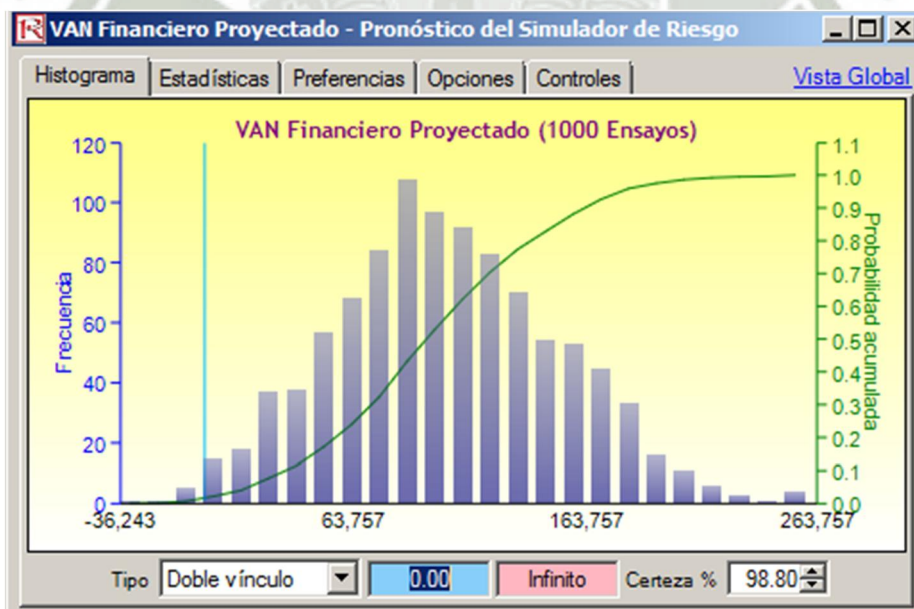 VAN Financiero Proyectado - Pronóstico del Simulador de Riesgo
Histograma Estadísticas Preferencias Opciones Controles Vista Global
VAN Financiero Proyectado (1000 Ensayos)
Frecuencia
120
100
80
60
40
20
0
-36,243 63,757 163,757 263,757
1.1
1.0
0.9
0.8
0.7
0.6
0.5
0.4
0.3
0.2
0.1
0.0
Probabilidad acumulada
Tipo Doble vínculo 0.00 Infinito Certeza % 98.80